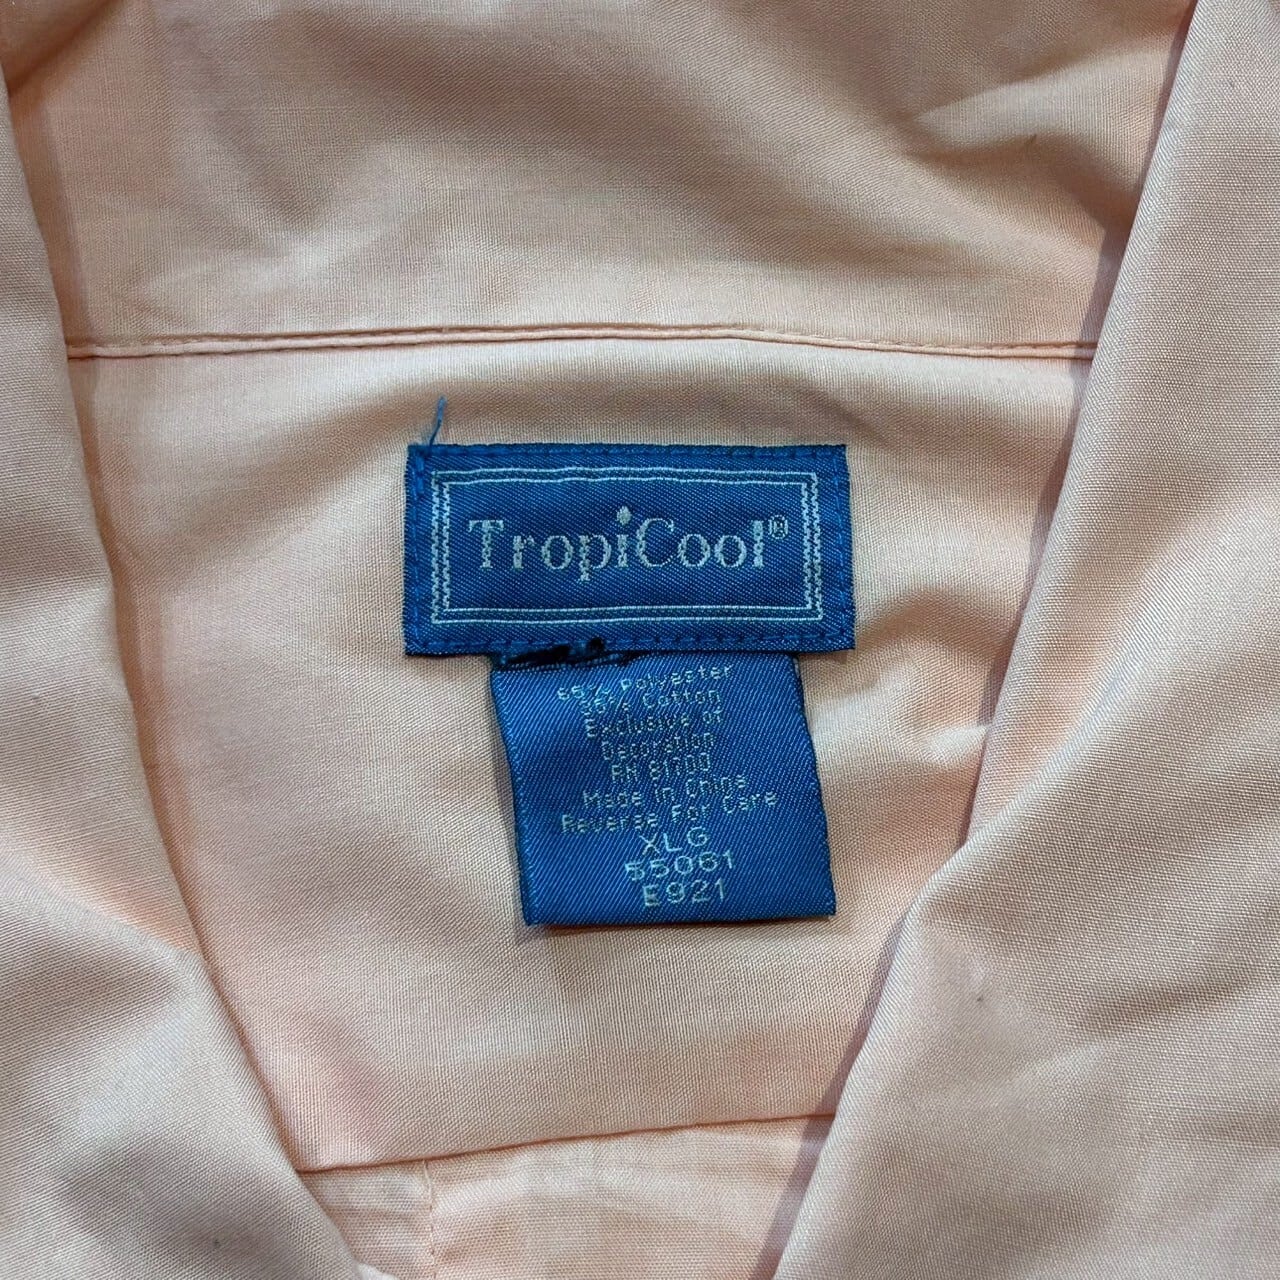 TropiCool®
65% Polyester
35% Cotton
Exclusive of
Decoration
RN 61700
Made in China
Reverse For Care
XLG
55061
E921